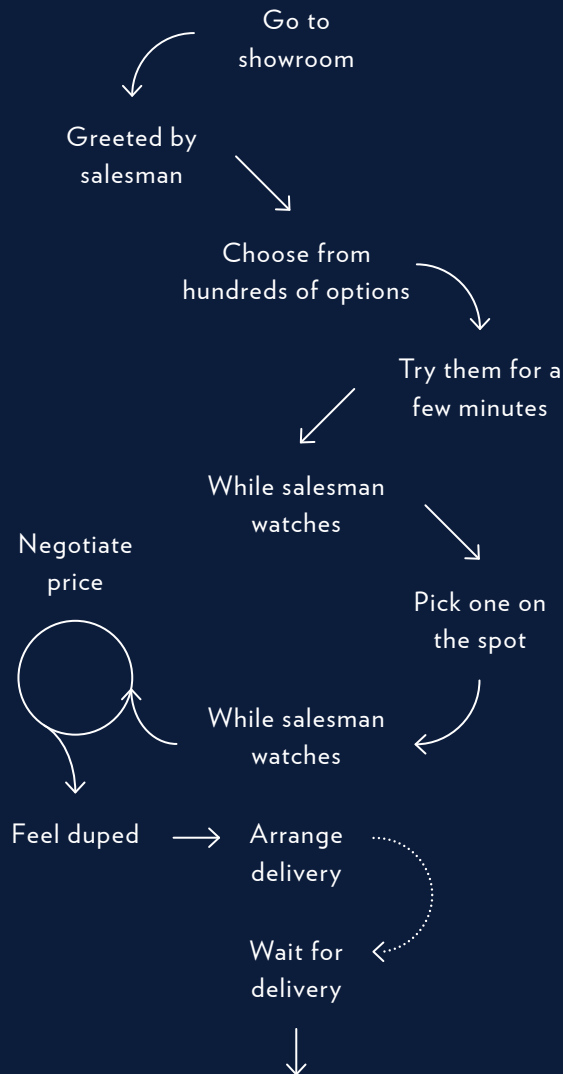 Go to
showroom
Greeted by
salesman
Choose from
hundreds of options
Try them for a
few minutes
While salesman
watches
Pick one on
the spot
While salesman
watches
Negotiate
price
Feel duped
Arrange
delivery
Wait for
delivery